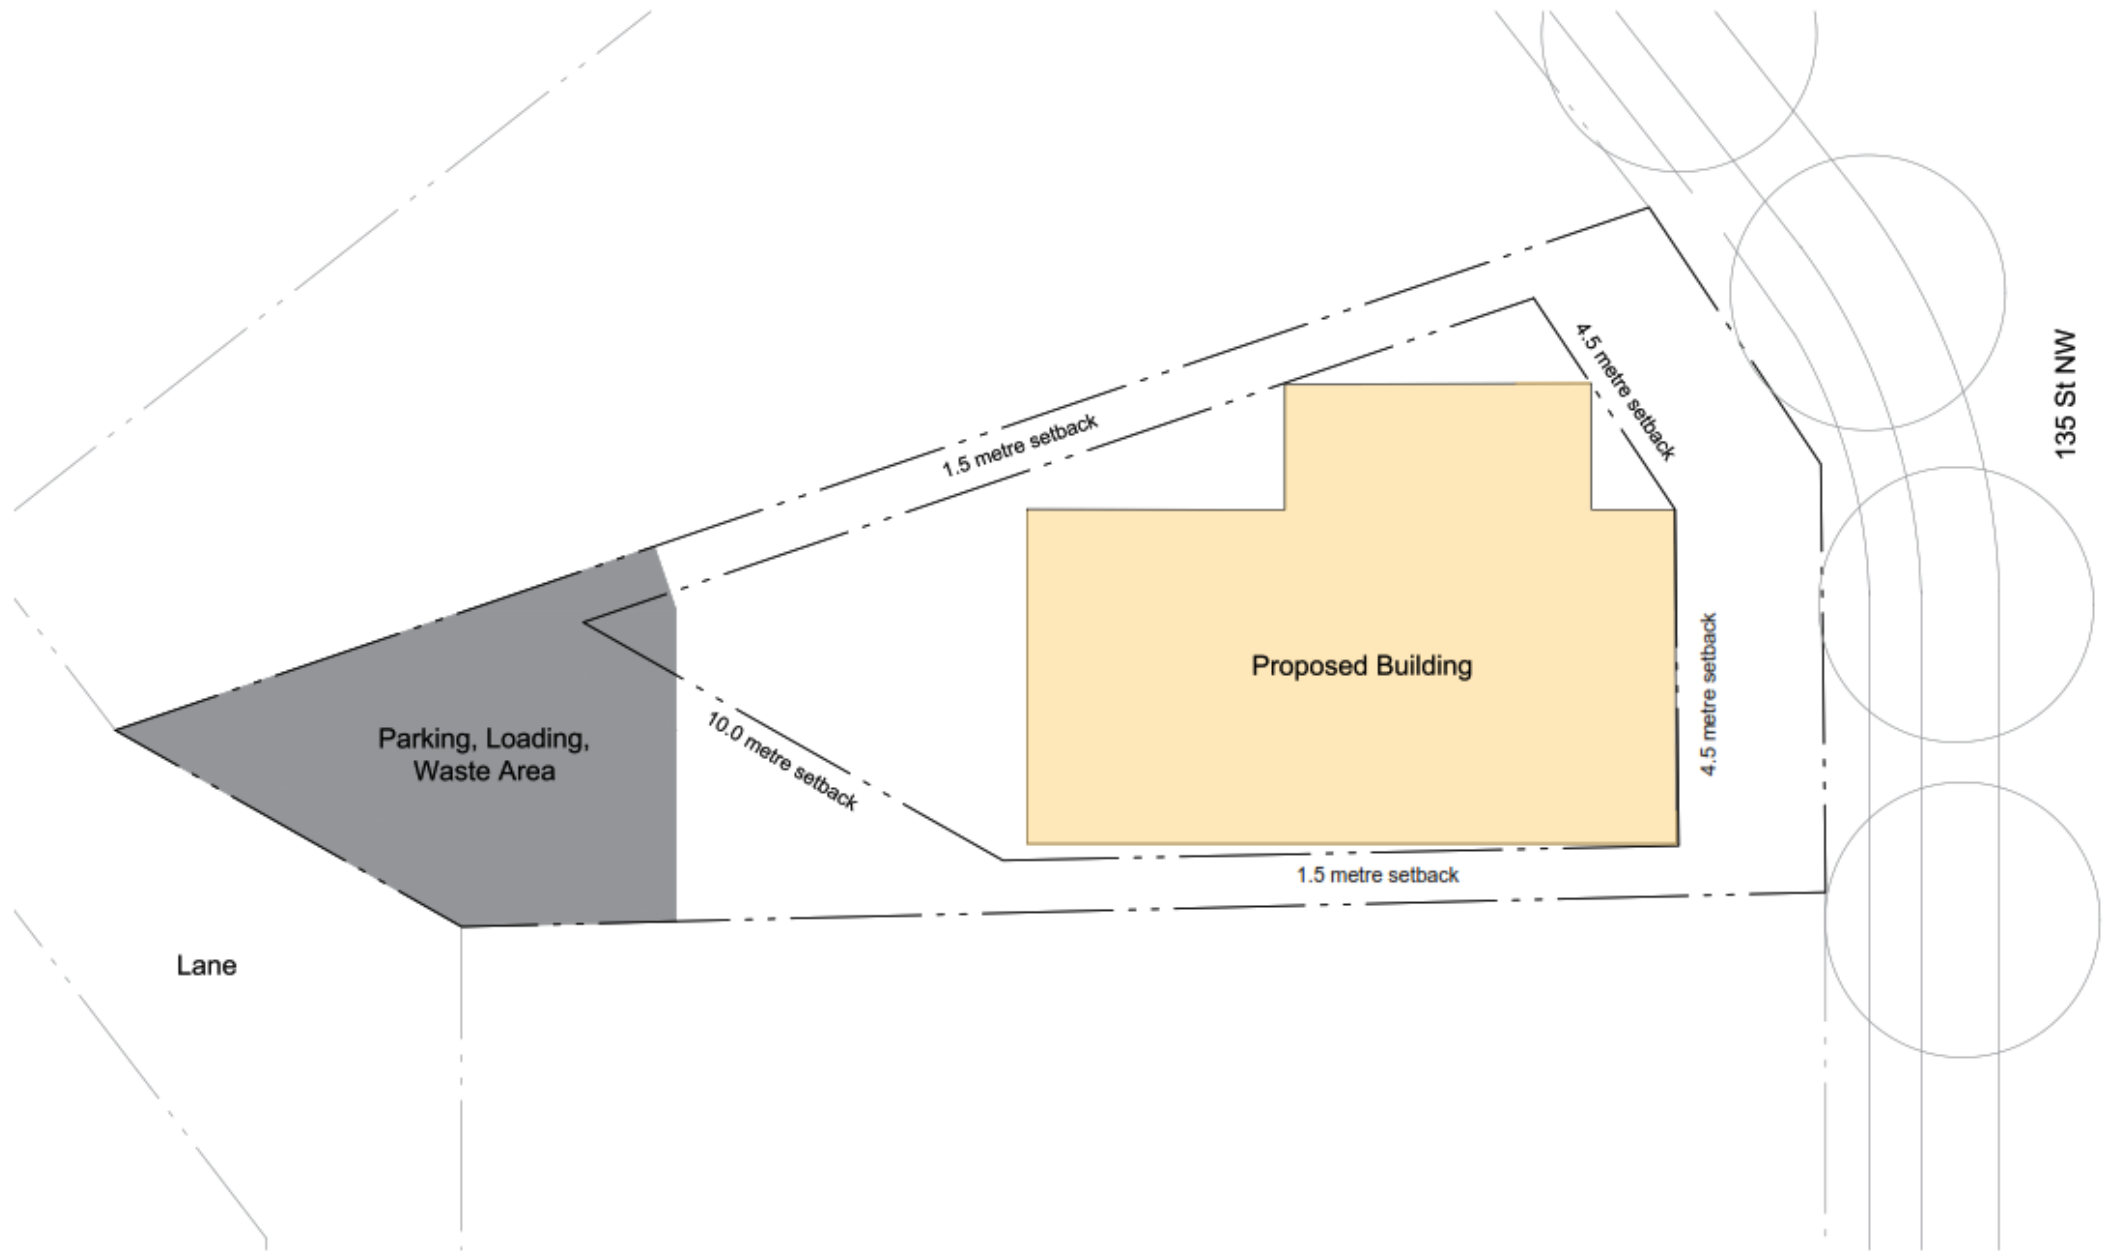 135 St NW
4.5 metre setback
1.5 metre setback
Proposed Building
4.5 metre setback
Parking, Loading,
Waste Area
10.0 metre setback
1.5 metre setback
Lane